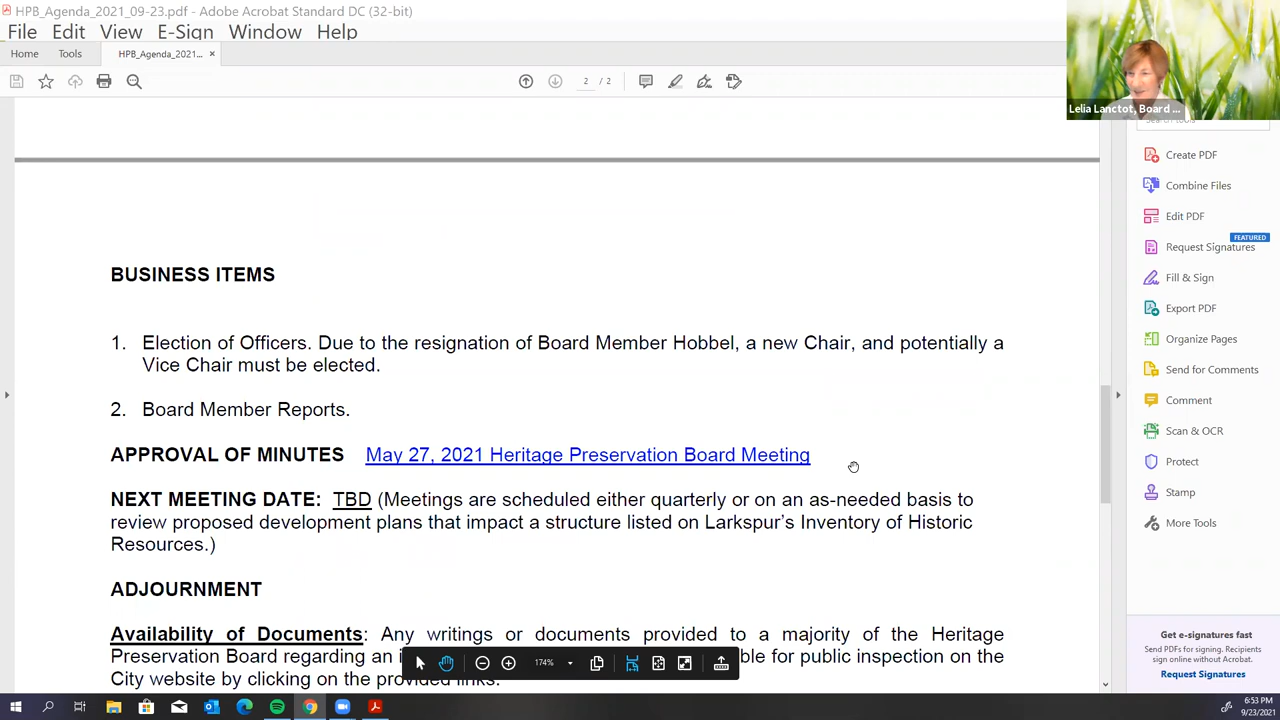 HPB_Agenda_2021_09-23.pdf - Adobe Acrobat Standard DC (32-bit)
File Edit View E-Sign Window Help
Home Tools HPB_Agenda_2021... ×
2 / 2
Lelia Lanctot, Board ...
Search tools
Create PDF
Combine Files
Edit PDF
FEATURED
Request Signatures
Fill & Sign
Export PDF
Organize Pages
Send for Comments
Comment
Scan & OCR
Protect
Stamp
More Tools
BUSINESS ITEMS
1. Election of Officers. Due to the resignation of Board Member Hobbel, a new Chair, and potentially a
Vice Chair must be elected.
2. Board Member Reports.
APPROVAL OF MINUTES May 27, 2021 Heritage Preservation Board Meeting
NEXT MEETING DATE: TBD (Meetings are scheduled either quarterly or on an as-needed basis to
review proposed development plans that impact a structure listed on Larkspur's Inventory of Historic
Resources.)
ADJOURNMENT
Availability of Documents: Any writings or documents provided to a majority of the Heritage
Preservation Board regarding an i ble for public inspection on the
City website by clicking on the provided links.
174%
Get e-signatures fast
Send PDFs for signing. Recipients
sign online without Acrobat.
Request Signatures
6:53 PM
9/23/2021